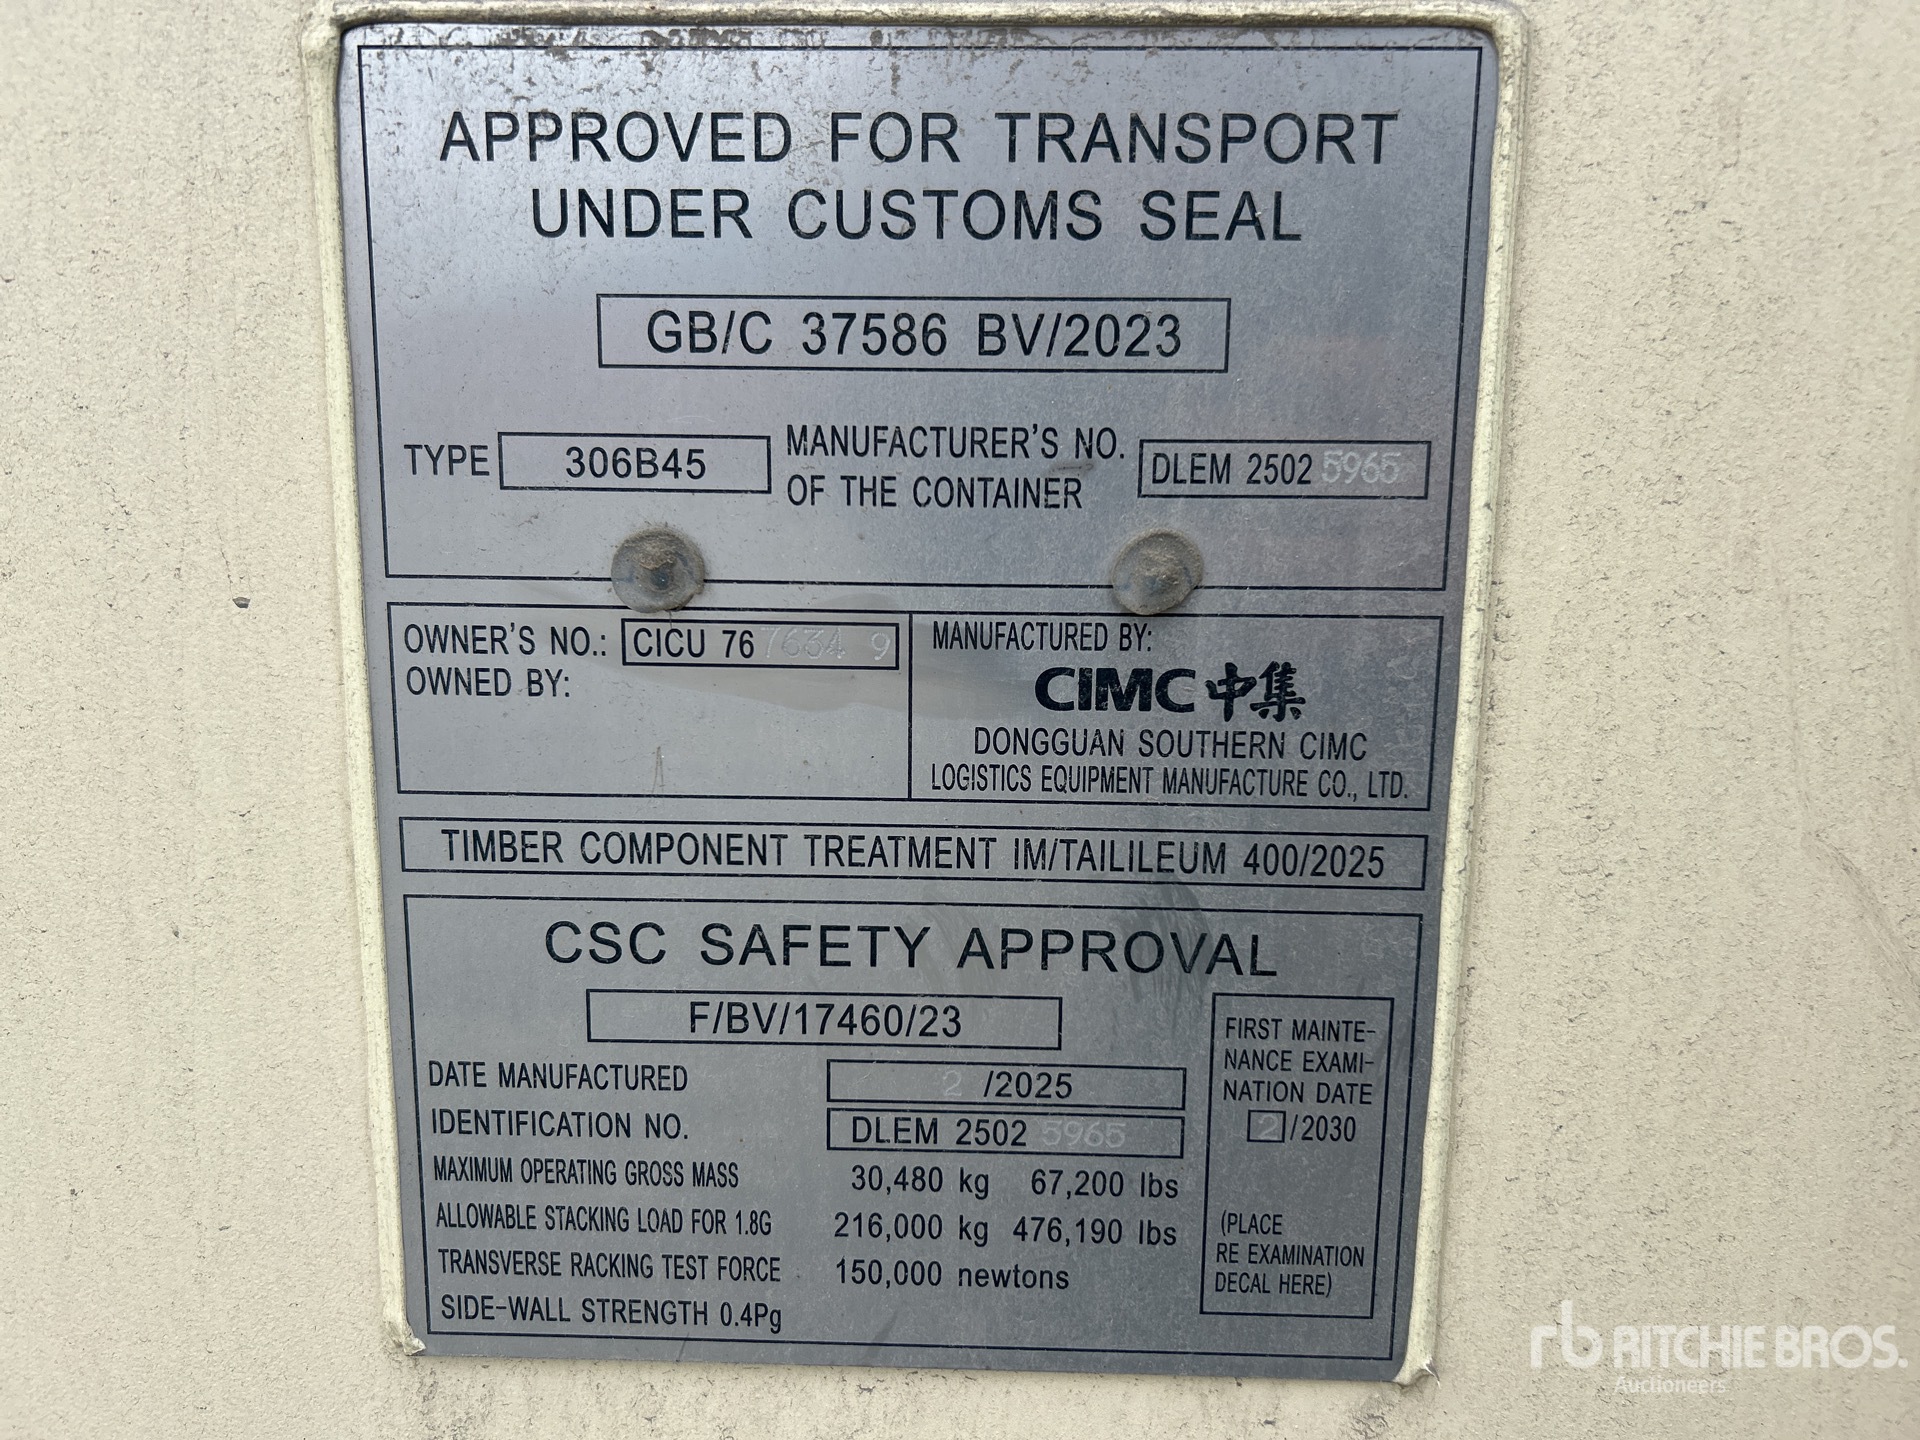 APPROVED FOR TRANSPORT
UNDER CUSTOMS SEAL
GB/C 37586 BV/2023
TYPE 306B45
MANUFACTURER'S NO.
OF THE CONTAINER
DLEM 2502 5965
OWNER'S NO.: CICU 76 7634 9
OWNED BY:
MANUFACTURED BY:
CIMC 中集
DONGGUAN SOUTHERN CIMC
LOGISTICS EQUIPMENT MANUFACTURE CO., LTD.
TIMBER COMPONENT TREATMENT IM/TAILILEUM 400/2025
CSC SAFETY APPROVAL
F/BV/17460/23
DATE MANUFACTURED 2 /2025
IDENTIFICATION NO. DLEM 2502 5965
MAXIMUM OPERATING GROSS MASS 30,480 kg 67,200 lbs
ALLOWABLE STACKING LOAD FOR 1.8G 216,000 kg 476,190 lbs
TRANSVERSE RACKING TEST FORCE 150,000 newtons
SIDE-WALL STRENGTH 0.4Pg
FIRST MAINTE-
NANCE EXAMI-
NATION DATE
2/2030
(PLACE
RE EXAMINATION
DECAL HERE)
rb RITCHIE BROS.
Auctioneers